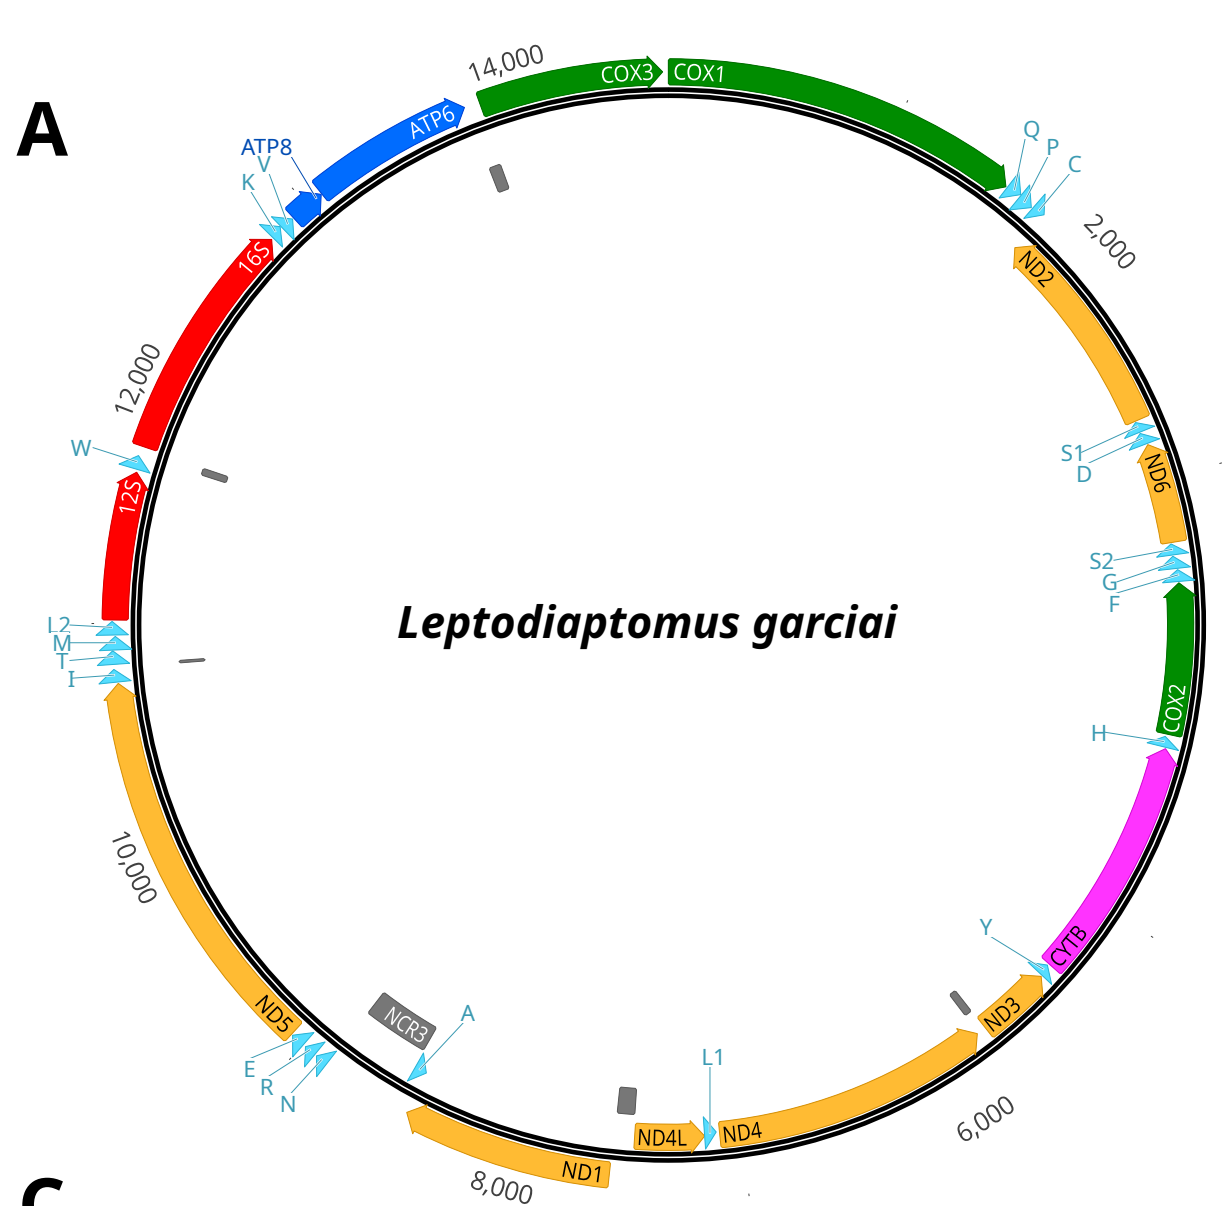 A
14,000
COX3
COX1
ATP6
ATP8
V
K
Q
P
C
2,000
16S
ND2
12,000
W
S1
D
ND6
12S
S2
G
F
Leptodiaptomus garciai
L2
M
T
I
COX2
H
10,000
Y
CYTB
ND5
NCR3
A
ND3
E
R
N
L1
ND4L
ND4
6,000
ND1
8,000
C